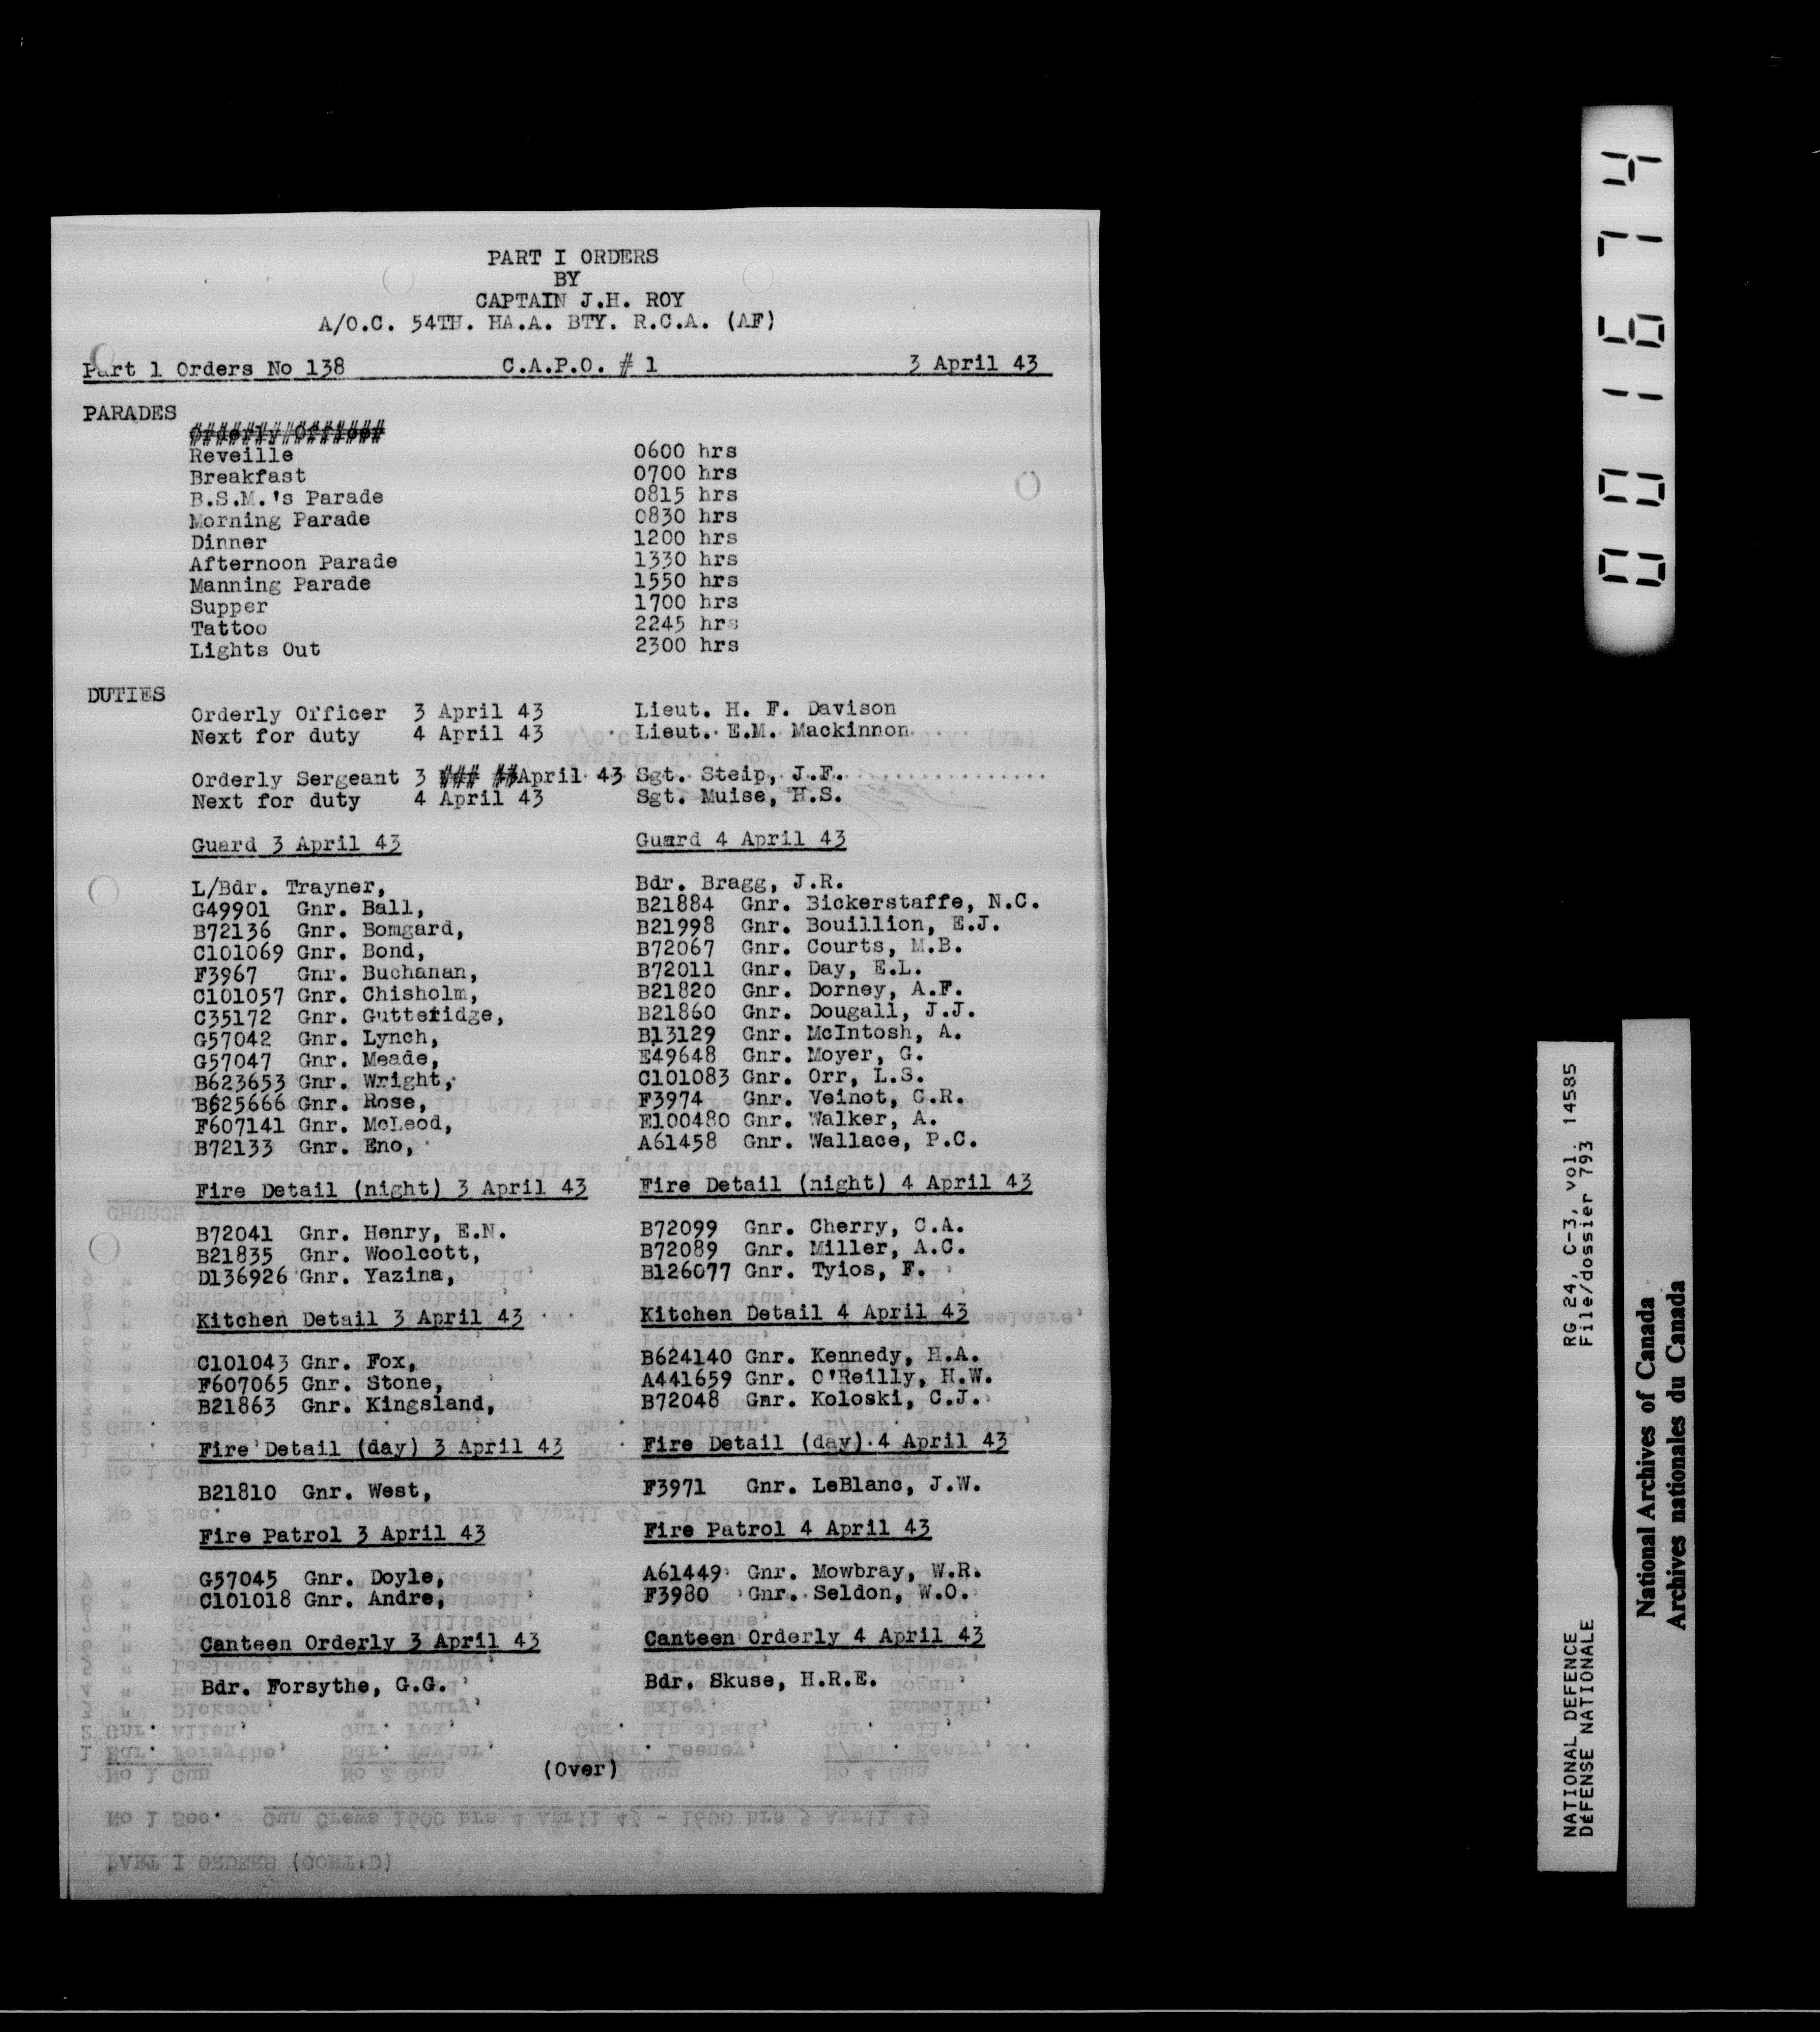 PART I ORDERS
BY
CAPTAIN J.H. ROY
A/O.C. 54TH. HA.A. BTY. R.C.A. (AF)
Part 1 Orders No 138 C.A.P.O. # 1 3 April 43
PARADES
Reveille 0600 hrs
Breakfast 0700 hrs
B.S.M.'s Parade 0815 hrs
Morning Parade 0830 hrs
Dinner 1200 hrs
Afternoon Parade 1330 hrs
Manning Parade 1550 hrs
Supper 1700 hrs
Tattoo 2245 hrs
Lights Out 2300 hrs
DUTIES
Orderly Officer 3 April 43 Lieut. H. F. Davison
Next for duty 4 April 43 Lieut. E.M. Mackinnon
Orderly Sergeant 3 April 43 Sgt. Steip, J.F.
Next for duty 4 April 43 Sgt. Muise, H.S.
Guard 3 April 43 Guard 4 April 43
L/Bdr. Trayner, Bdr. Bragg, J.R.
G49901 Gnr. Ball, B21884 Gnr. Bickerstaffe, N.C.
B72136 Gnr. Bomgard, B21998 Gnr. Bouillion, E.J.
C101069 Gnr. Bond, B72067 Gnr. Courts, M.B.
F3967 Gnr. Buchanan, B72011 Gnr. Day, E.L.
C101057 Gnr. Chisholm, B21820 Gnr. Dorney, A.F.
C35172 Gnr. Gutteridge, B21860 Gnr. Dougall, J.J.
G57042 Gnr. Lynch, B13129 Gnr. McIntosh, A.
G57047 Gnr. Meade, E49648 Gnr. Moyer, G.
B623653 Gnr. Wright, C101083 Gnr. Orr, L.S.
B625666 Gnr. Rose, F3974 Gnr. Veinot, C.R.
F607141 Gnr. McLeod, E100480 Gnr. Walker, A.
B72133 Gnr. Eno, A61458 Gnr. Wallace, P.C.
Fire Detail (night) 3 April 43 Fire Detail (night) 4 April 43
B72041 Gnr. Henry, E.N. B72099 Gnr. Cherry, C.A.
B21835 Gnr. Woolcott, B72089 Gnr. Miller, A.C.
D136926 Gnr. Yazina, B126077 Gnr. Tyios, F.
Kitchen Detail 3 April 43 Kitchen Detail 4 April 43
C101043 Gnr. Fox, B624140 Gnr. Kennedy, H.A.
F607065 Gnr. Stone, A441659 Gnr. O'Reilly, H.W.
B21863 Gnr. Kingsland, B72048 Gnr. Koloski, C.J.
Fire Detail (day) 3 April 43 Fire Detail (day) 4 April 43
B21810 Gnr. West, F3971 Gnr. LeBlanc, J.W.
Fire Patrol 3 April 43 Fire Patrol 4 April 43
G57045 Gnr. Doyle, A61449 Gnr. Mowbray, W.R.
C101018 Gnr. Andre, F3980 Gnr. Seldon, W.O.
Canteen Orderly 3 April 43 Canteen Orderly 4 April 43
Bdr. Forsythe, G.G. Bdr. Skuse, H.R.E.
(Over)
001674
NATIONAL DEFENCE RG 24, C-3, vol. 14585
DÉFENSE NATIONALE File/dossier 793
National Archives of Canada
Archives nationales du Canada